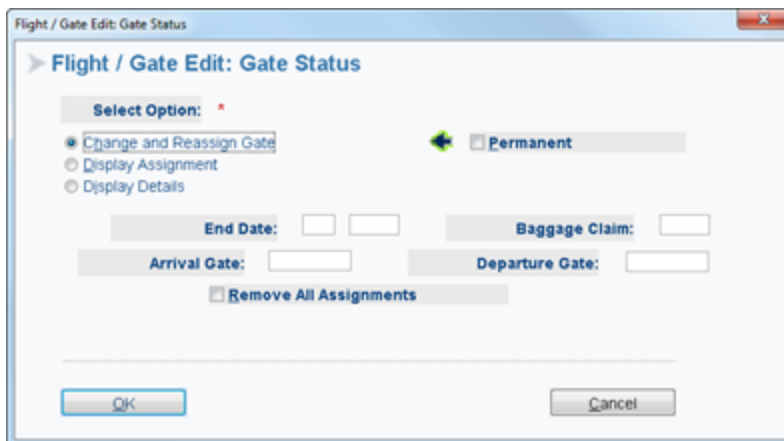 Flight / Gate Edit: Gate Status
Flight / Gate Edit: Gate Status
Select Option: *
Change and Reassign Gate
Permanent
Display Assignment
Display Details
End Date:
Baggage Claim:
Arrival Gate:
Departure Gate:
Remove All Assignments
OK
Cancel